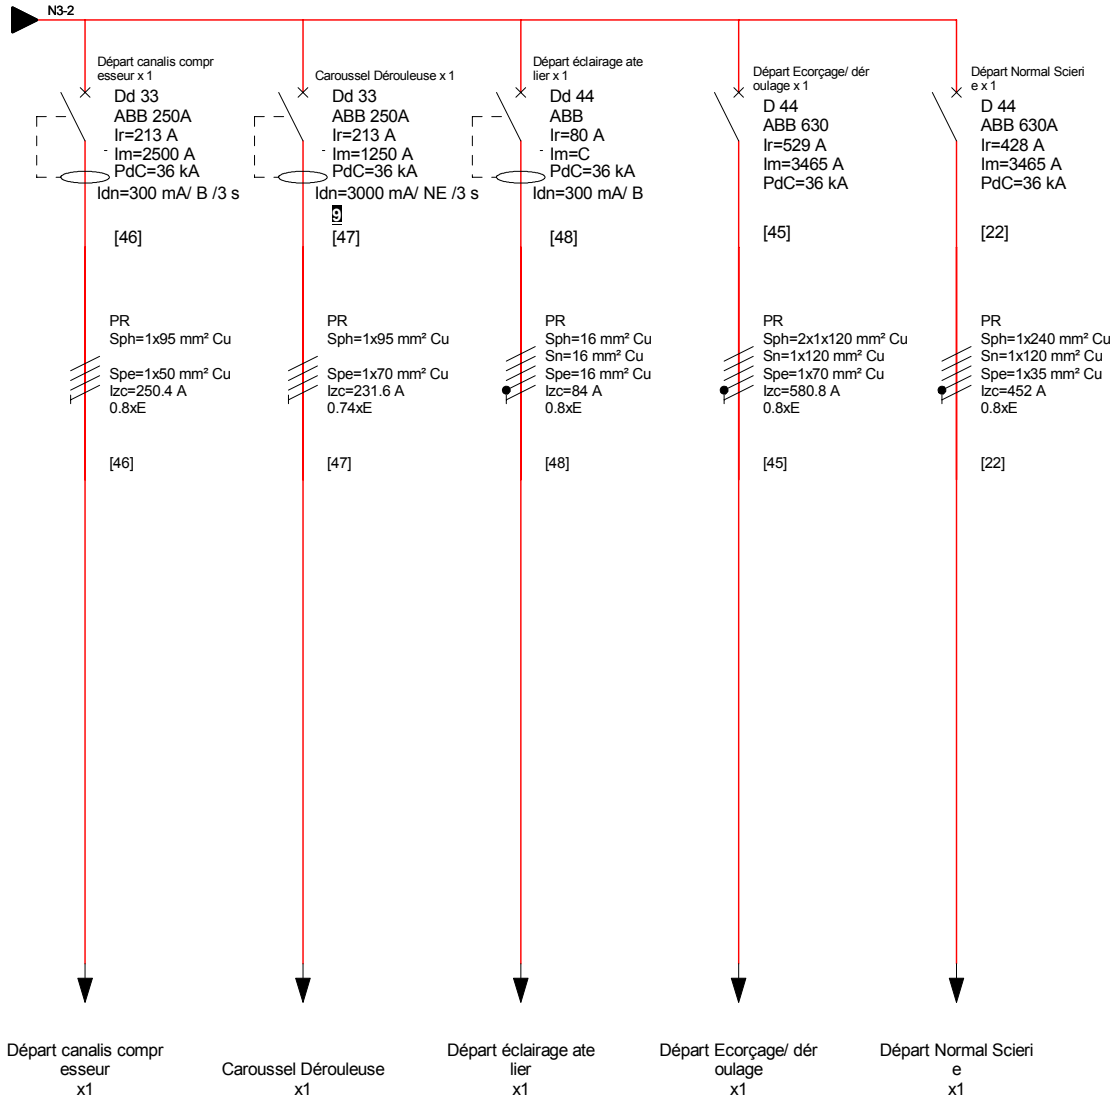 N3-2
Départ canalis compr
esseur x 1
Dd 33
ABB 250A
Ir=213 A
Im=2500 A
PdC=36 kA
Idn=300 mA/ B /3 s
[46]
PR
Sph=1x95 mm² Cu
Spe=1x50 mm² Cu
Izc=250.4 A
0.8xE
[46]
Départ canalis compr
esseur
x1
Caroussel Dérouleuse x 1
Dd 33
ABB 250A
Ir=213 A
Im=1250 A
PdC=36 kA
Idn=3000 mA/ NE /3 s
9
[47]
PR
Sph=1x95 mm² Cu
Spe=1x70 mm² Cu
Izc=231.6 A
0.74xE
[47]
Caroussel Dérouleuse
x1
Départ éclairage ate
lier x 1
Dd 44
ABB
Ir=80 A
Im=C
PdC=36 kA
Idn=300 mA/ B
[48]
PR
Sph=16 mm² Cu
Sn=16 mm² Cu
Spe=16 mm² Cu
Izc=84 A
0.8xE
[48]
Départ éclairage ate
lier
x1
Départ Ecorçage/ dér
oulage x 1
D 44
ABB 630
Ir=529 A
Im=3465 A
PdC=36 kA
[45]
PR
Sph=2x1x120 mm² Cu
Sn=1x120 mm² Cu
Spe=1x70 mm² Cu
Izc=580.8 A
0.8xE
[45]
Départ Ecorçage/ dér
oulage
x1
Départ Normal Scieri
e x 1
D 44
ABB 630A
Ir=428 A
Im=3465 A
PdC=36 kA
[22]
PR
Sph=1x240 mm² Cu
Sn=1x120 mm² Cu
Spe=1x35 mm² Cu
Izc=452 A
0.8xE
[22]
Départ Normal Scieri
e
x1